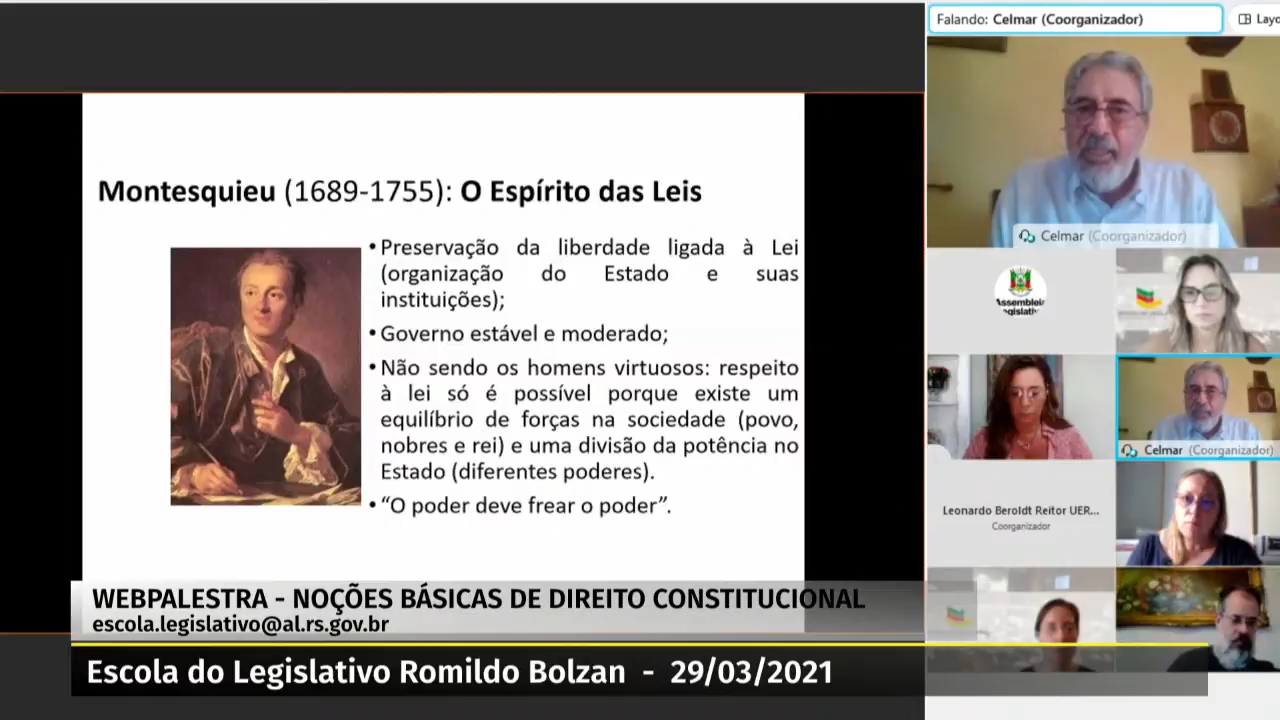 Falando: Celmar (Coorganizador)
Layo
Montesquieu (1689-1755): O Espírito das Leis
•Preservação da liberdade ligada à Lei
(organização do Estado e suas
instituições);
•Governo estável e moderado;
•Não sendo os homens virtuosos: respeito
à lei só é possível porque existe um
equilíbrio de forças na sociedade (povo,
nobres e rei) e uma divisão da potência no
Estado (diferentes poderes).
•“O poder deve frear o poder”.
Celmar (Coorganizador)
Assembleia
Legislativ
Celmar (Coorganizador)
Leonardo Beroldt Reitor UER...
Coorganizador
WEBPALESTRA - NOÇÕES BÁSICAS DE DIREITO CONSTITUCIONAL
escola.legislativo@al.rs.gov.br
Escola do Legislativo Romildo Bolzan - 29/03/2021